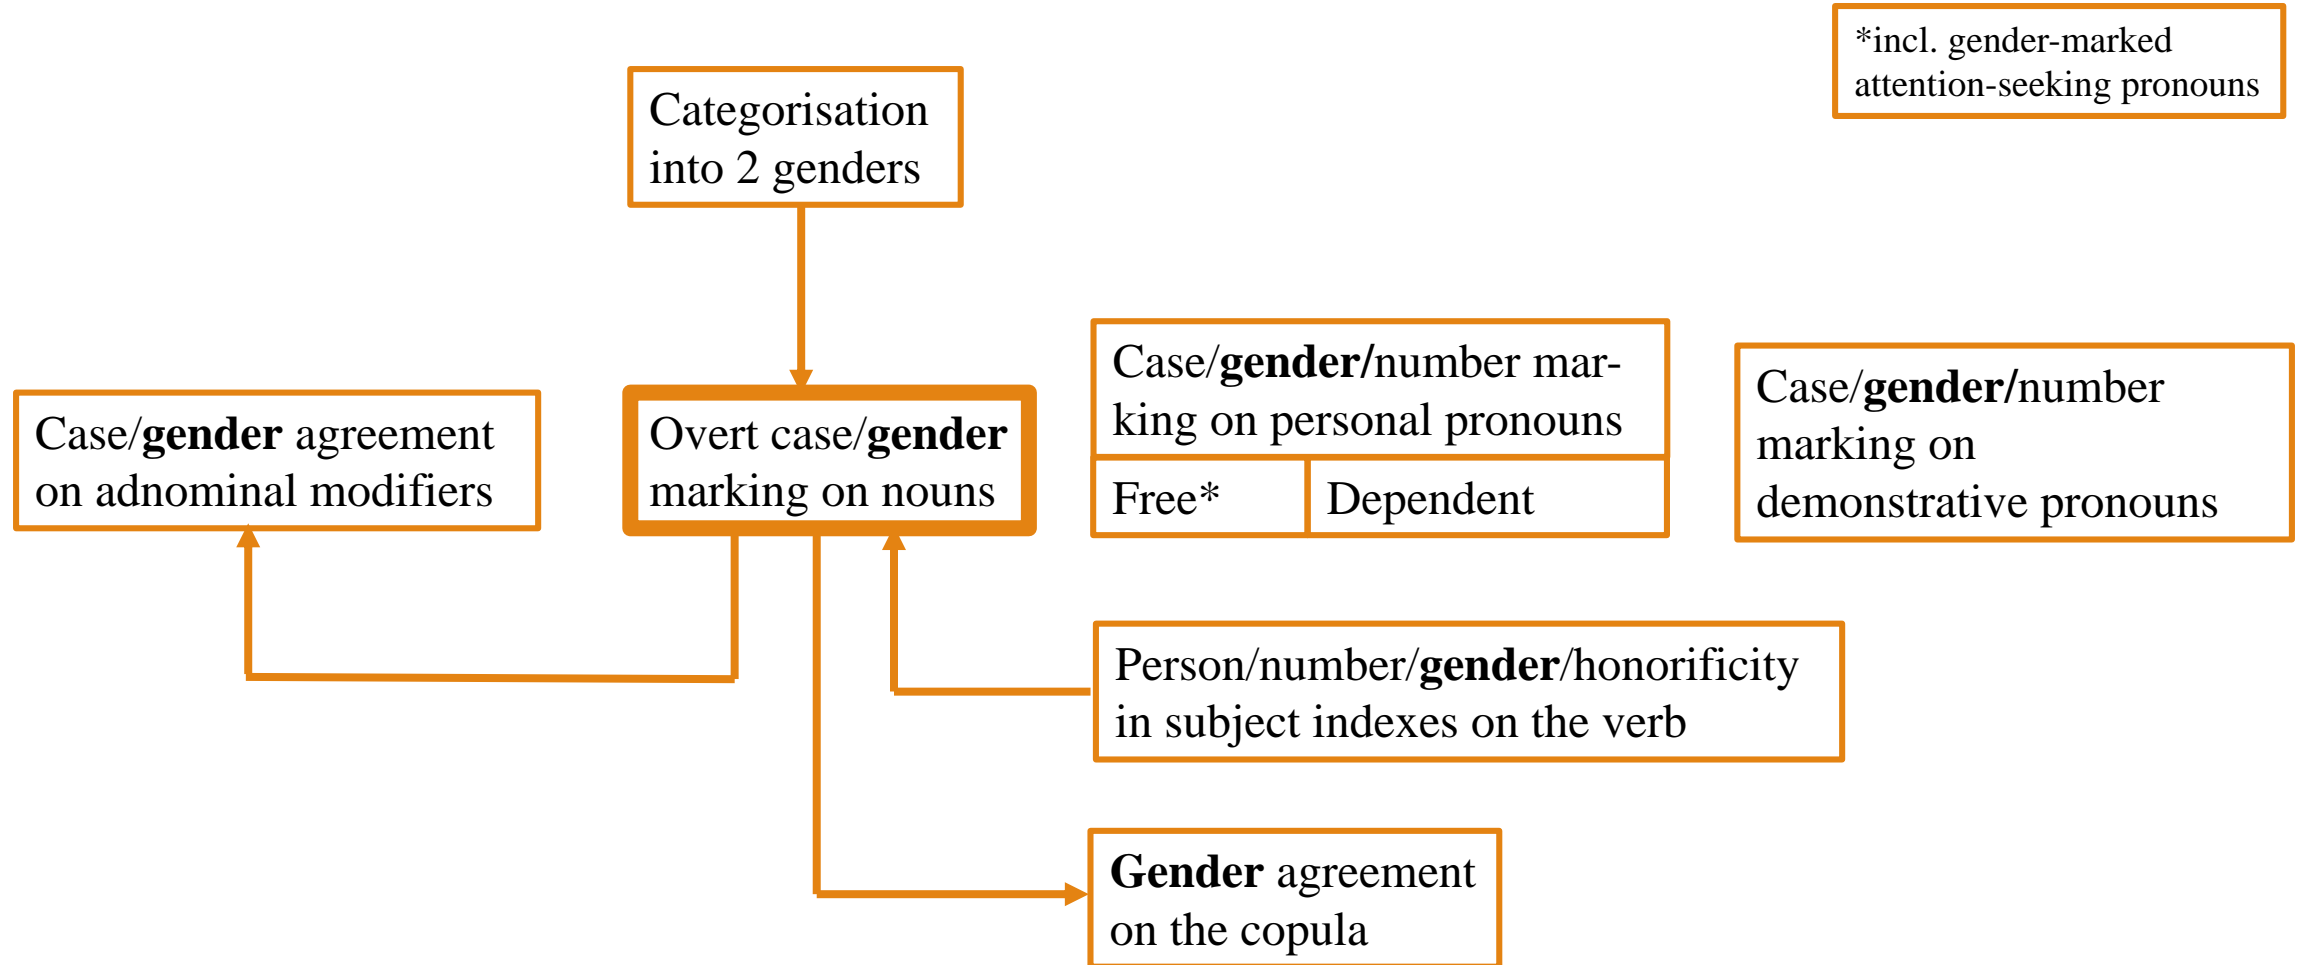 *incl. gender-marked
attention-seeking pronouns
Categorisation
into 2 genders
Case/gender agreement
on adnominal modifiers
Overt case/gender
marking on nouns
Case/gender/number mar-
king on personal pronouns
Free*
Dependent
Case/gender/number
marking on
demonstrative pronouns
Person/number/gender/honorificity
in subject indexes on the verb
Gender agreement
on the copula